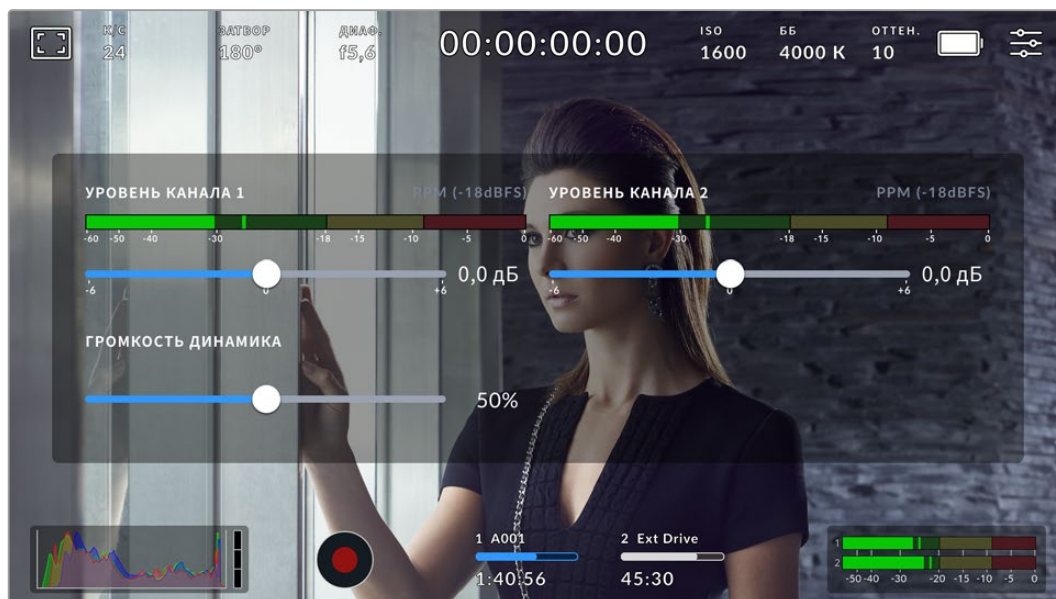 К/С ЗАТВОР ДИАФ. ISO ББ ОТТЕН.
24 180° f5,6 00:00:00:00 1600 4000 K 10
УРОВЕНЬ КАНАЛА 1 PPM (-18dBFS) УРОВЕНЬ КАНАЛА 2 PPM (-18dBFS)
-60 -50 -40 -30 -18 -15 -10 -5 0 -60 -50 -40 -30 -18 -15 -10 -5 0
0,0 дБ 0,0 дБ
-6 0 +6 -6 0 +6
ГРОМКОСТЬ ДИНАМИКА
50%
1 A001 2 Ext Drive
1:40:56 45:30
1
2
-50 -40 -30 -20 -15 -10 -5 0